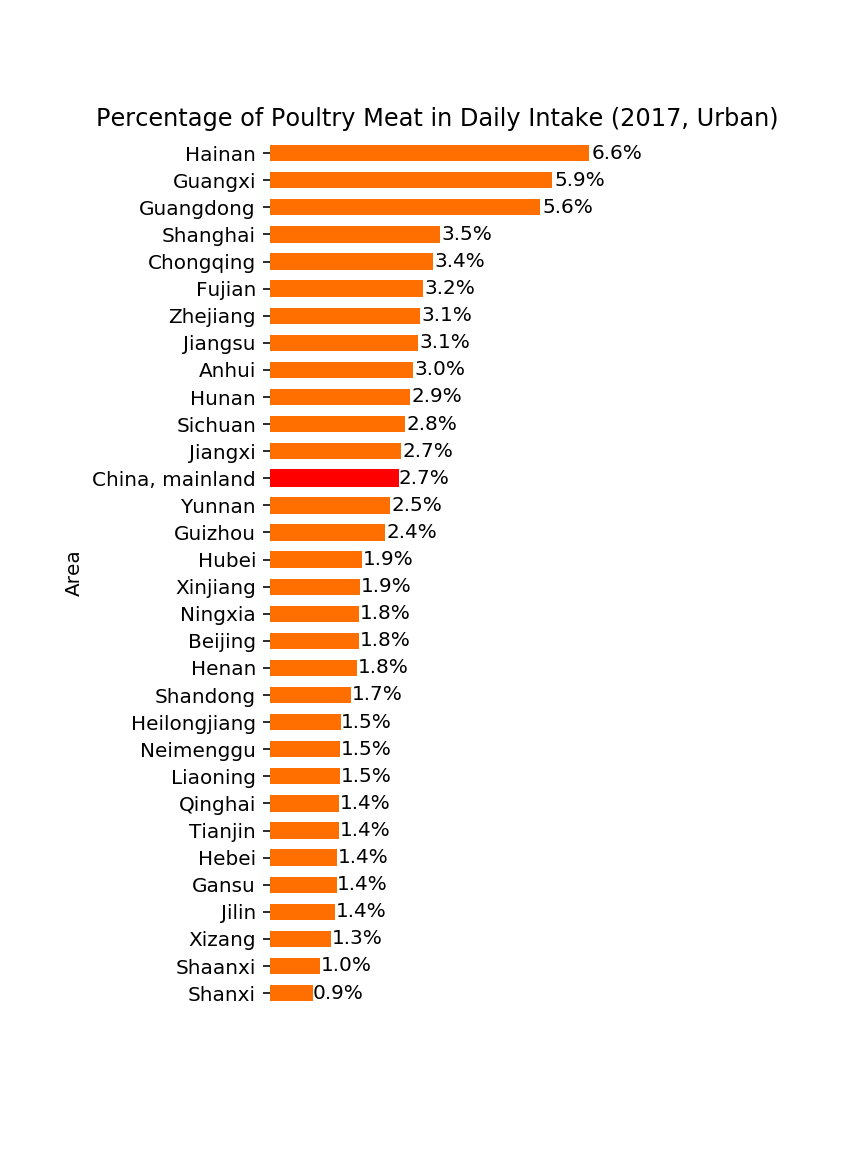 Percentage of Poultry Meat in Daily Intake (2017, Urban)
Hainan 6.6%
Guangxi 5.9%
Guangdong 5.6%
Shanghai 3.5%
Chongqing 3.4%
Fujian 3.2%
Zhejiang 3.1%
Jiangsu 3.1%
Anhui 3.0%
Hunan 2.9%
Sichuan 2.8%
Jiangxi 2.7%
China, mainland 2.7%
Yunnan 2.5%
Guizhou 2.4%
Hubei 1.9%
Area
Xinjiang 1.9%
Ningxia 1.8%
Beijing 1.8%
Henan 1.8%
Shandong 1.7%
Heilongjiang 1.5%
Neimenggu 1.5%
Liaoning 1.5%
Qinghai 1.4%
Tianjin 1.4%
Hebei 1.4%
Gansu 1.4%
Jilin 1.4%
Xizang 1.3%
Shaanxi 1.0%
Shanxi 0.9%